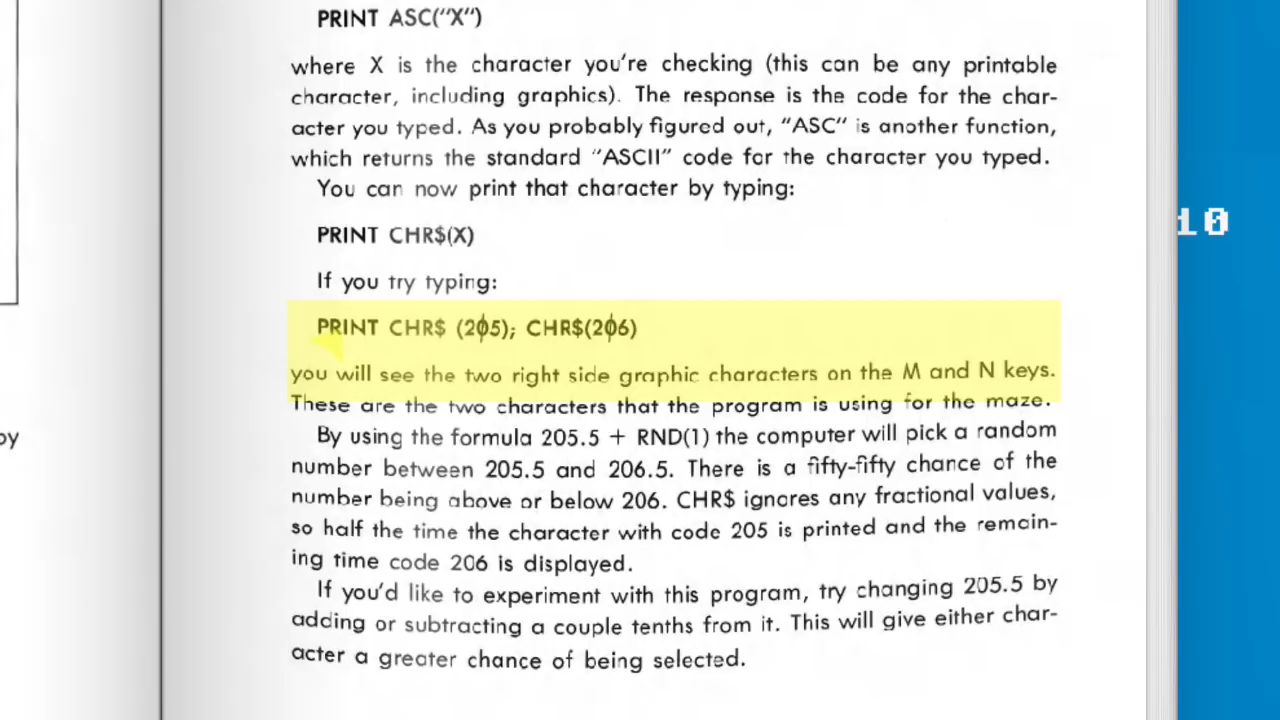 PRINT ASC("X")
where X is the character you're checking (this can be any printable
character, including graphics). The response is the code for the char-
acter you typed. As you probably figured out, "ASC" is another function,
which returns the standard "ASCII" code for the character you typed.
You can now print that character by typing:
PRINT CHR$(X)
If you try typing:
PRINT CHR$ (205); CHR$(206)
you will see the two right side graphic characters on the M and N keys.
These are the two characters that the program is using for the maze.
By using the formula 205.5 + RND(1) the computer will pick a random
number between 205.5 and 206.5. There is a fifty-fifty chance of the
number being above or below 206. CHR$ ignores any fractional values,
so half the time the character with code 205 is printed and the remain-
ing time code 206 is displayed.
If you'd like to experiment with this program, try changing 205.5 by
adding or subtracting a couple tenths from it. This will give either char-
acter a greater chance of being selected.
10